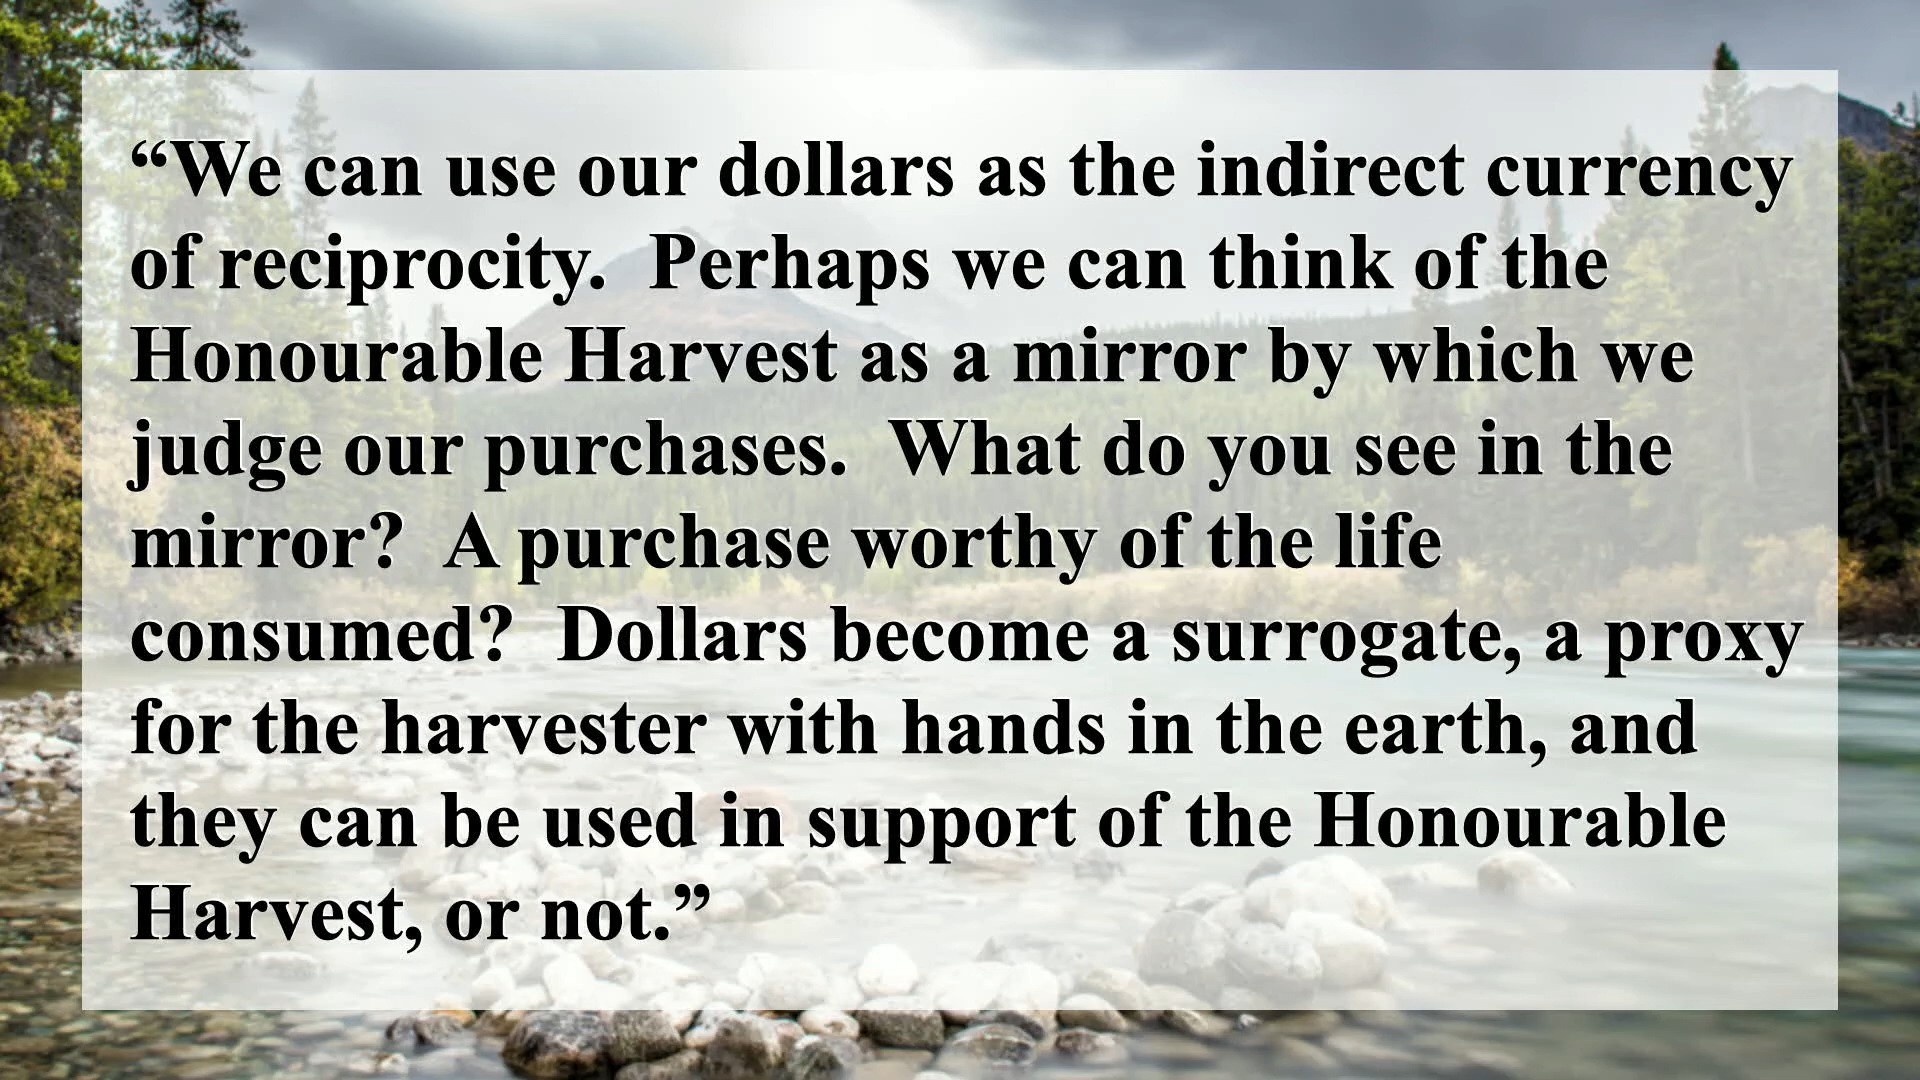 “We can use our dollars as the indirect currency
of reciprocity.  Perhaps we can think of the
Honourable Harvest as a mirror by which we
judge our purchases.  What do you see in the
mirror?  A purchase worthy of the life
consumed?  Dollars become a surrogate, a proxy
for the harvester with hands in the earth, and
they can be used in support of the Honourable
Harvest, or not.”